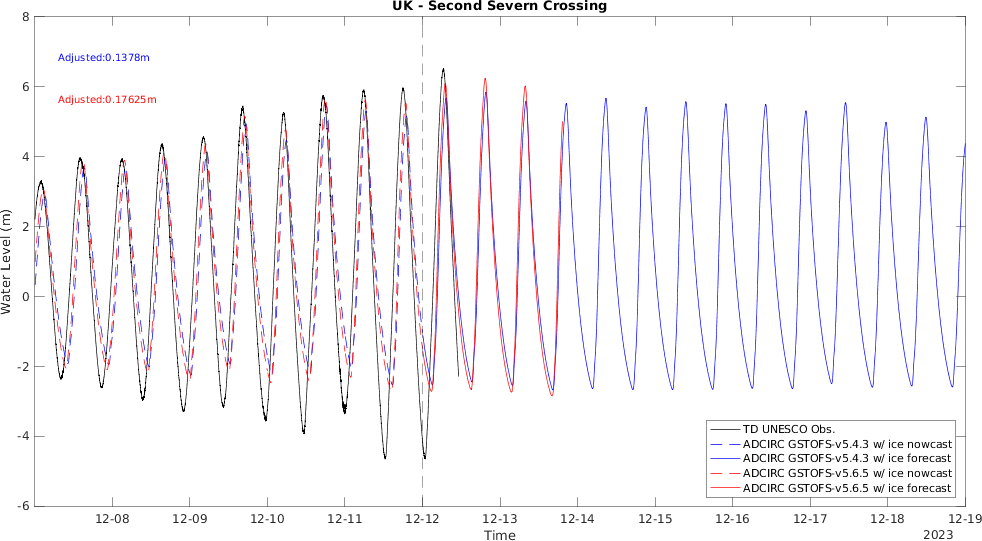 UK - Second Severn Crossing
Adjusted:0.1378m
Adjusted:0.17625m
Water Level (m)
8
6
4
2
0
-2
-4
-6
TD UNESCO Obs.
ADCIRC GSTOFS-v5.4.3 w/ ice nowcast
ADCIRC GSTOFS-v5.4.3 w/ ice forecast
ADCIRC GSTOFS-v5.6.5 w/ ice nowcast
ADCIRC GSTOFS-v5.6.5 w/ ice forecast
12-08 12-09 12-10 12-11 12-12 12-13 12-14 12-15 12-16 12-17 12-18 12-19
Time
2023